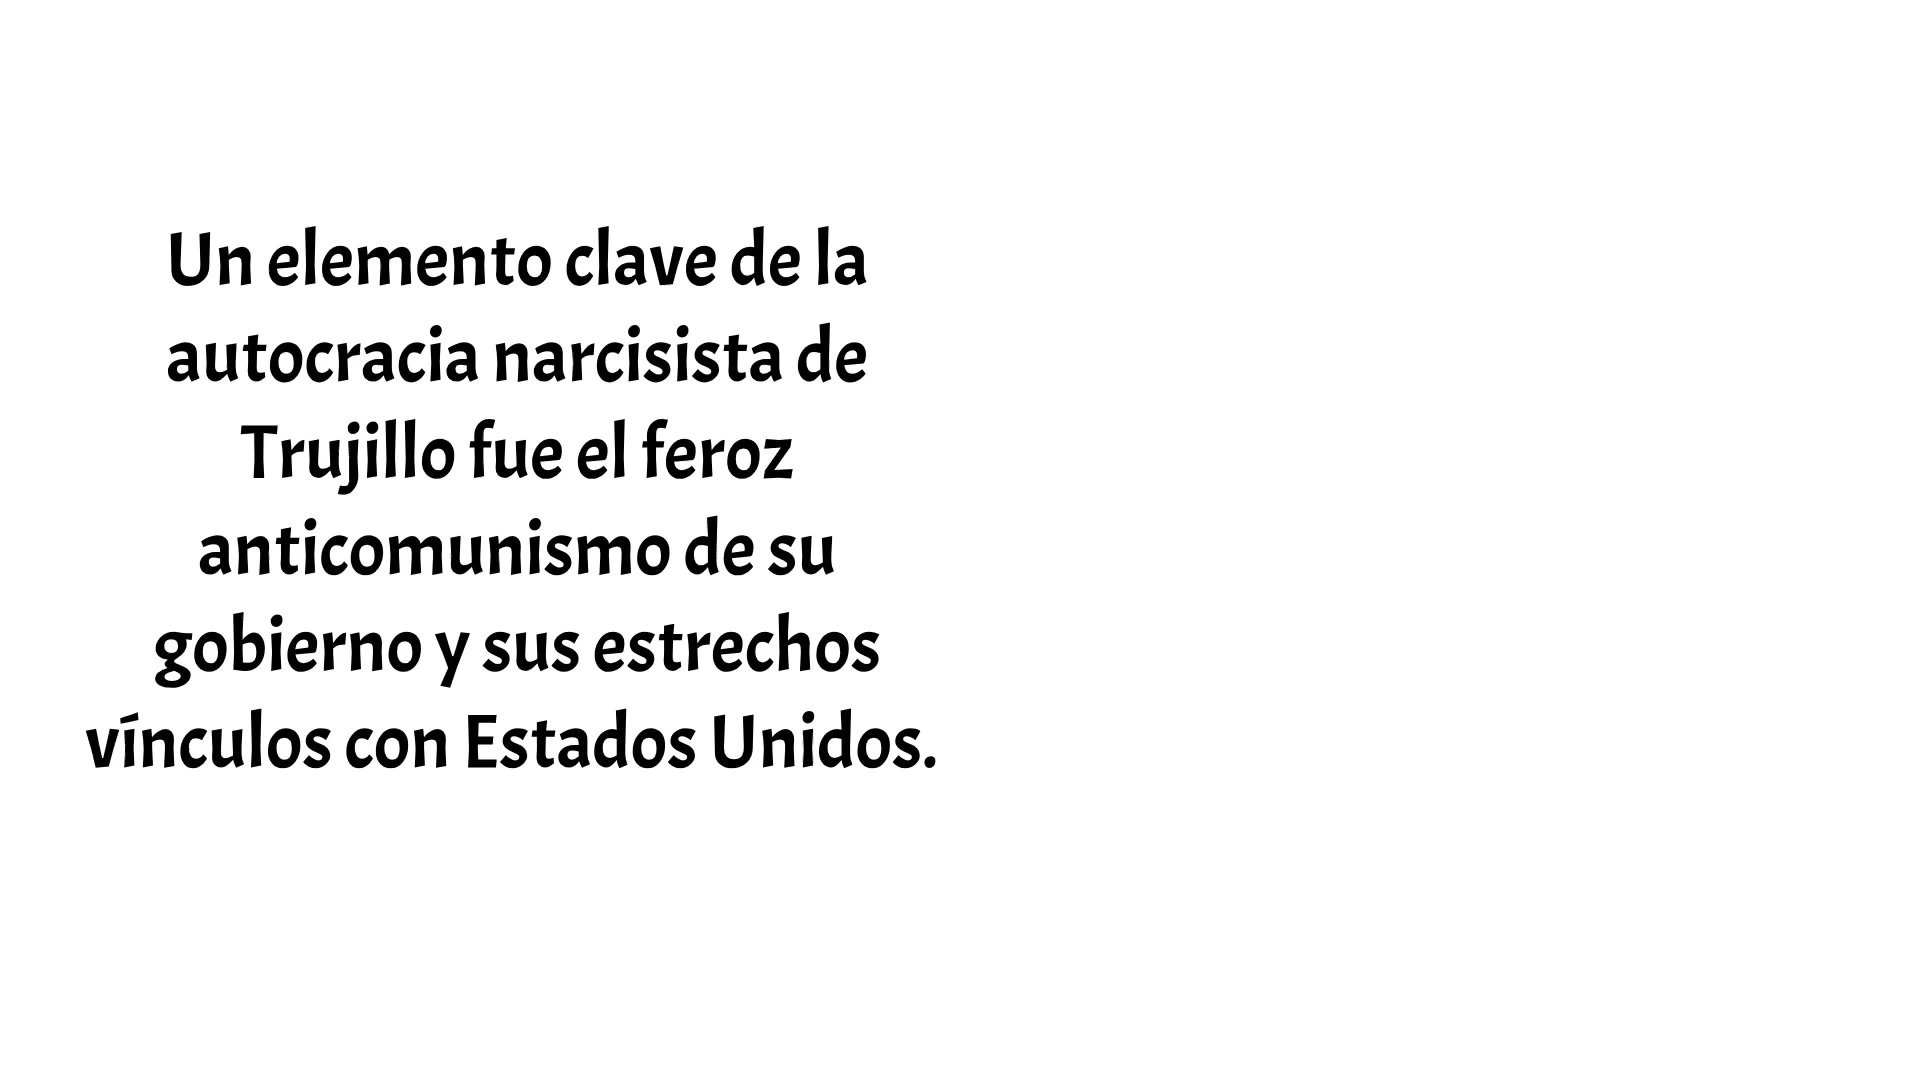 Un elemento clave de la
autocracia narcisista de
Trujillo fue el feroz
anticomunismo de su
gobierno y sus estrechos
vínculos con Estados Unidos.